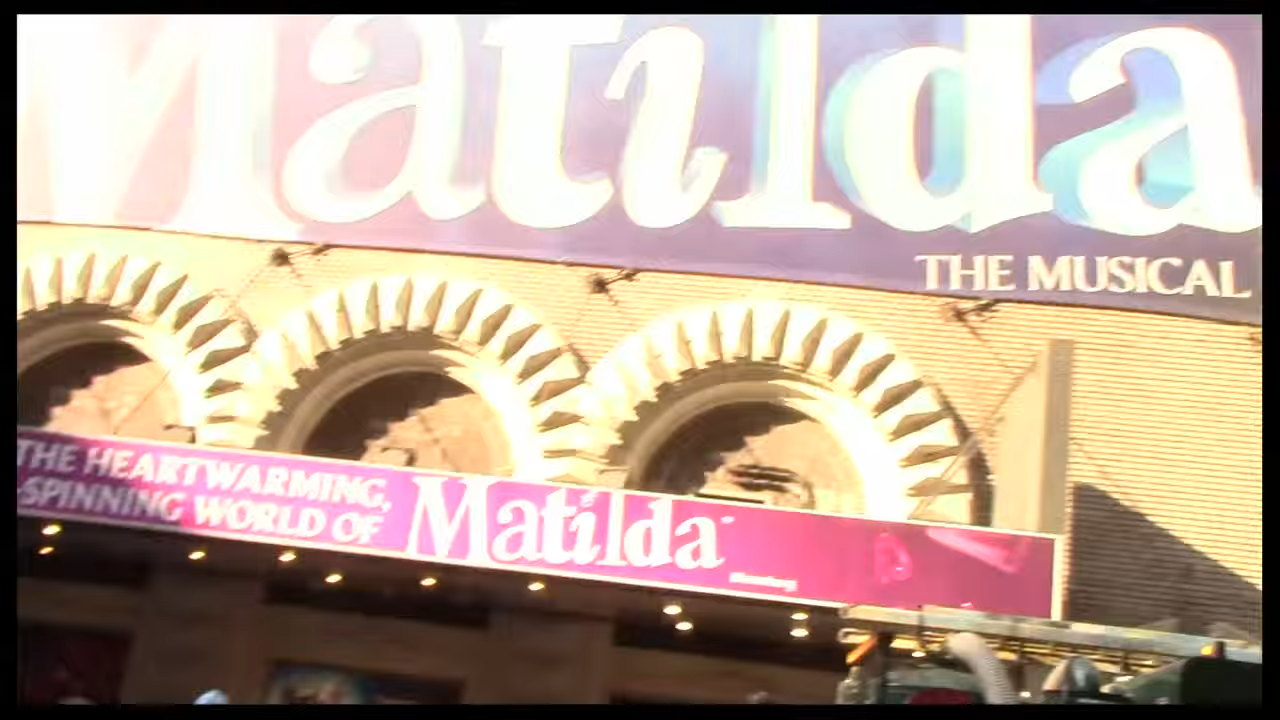 Matilda
THE MUSICAL
THE HEARTWARMING,
SPINNING WORLD OF
Matilda